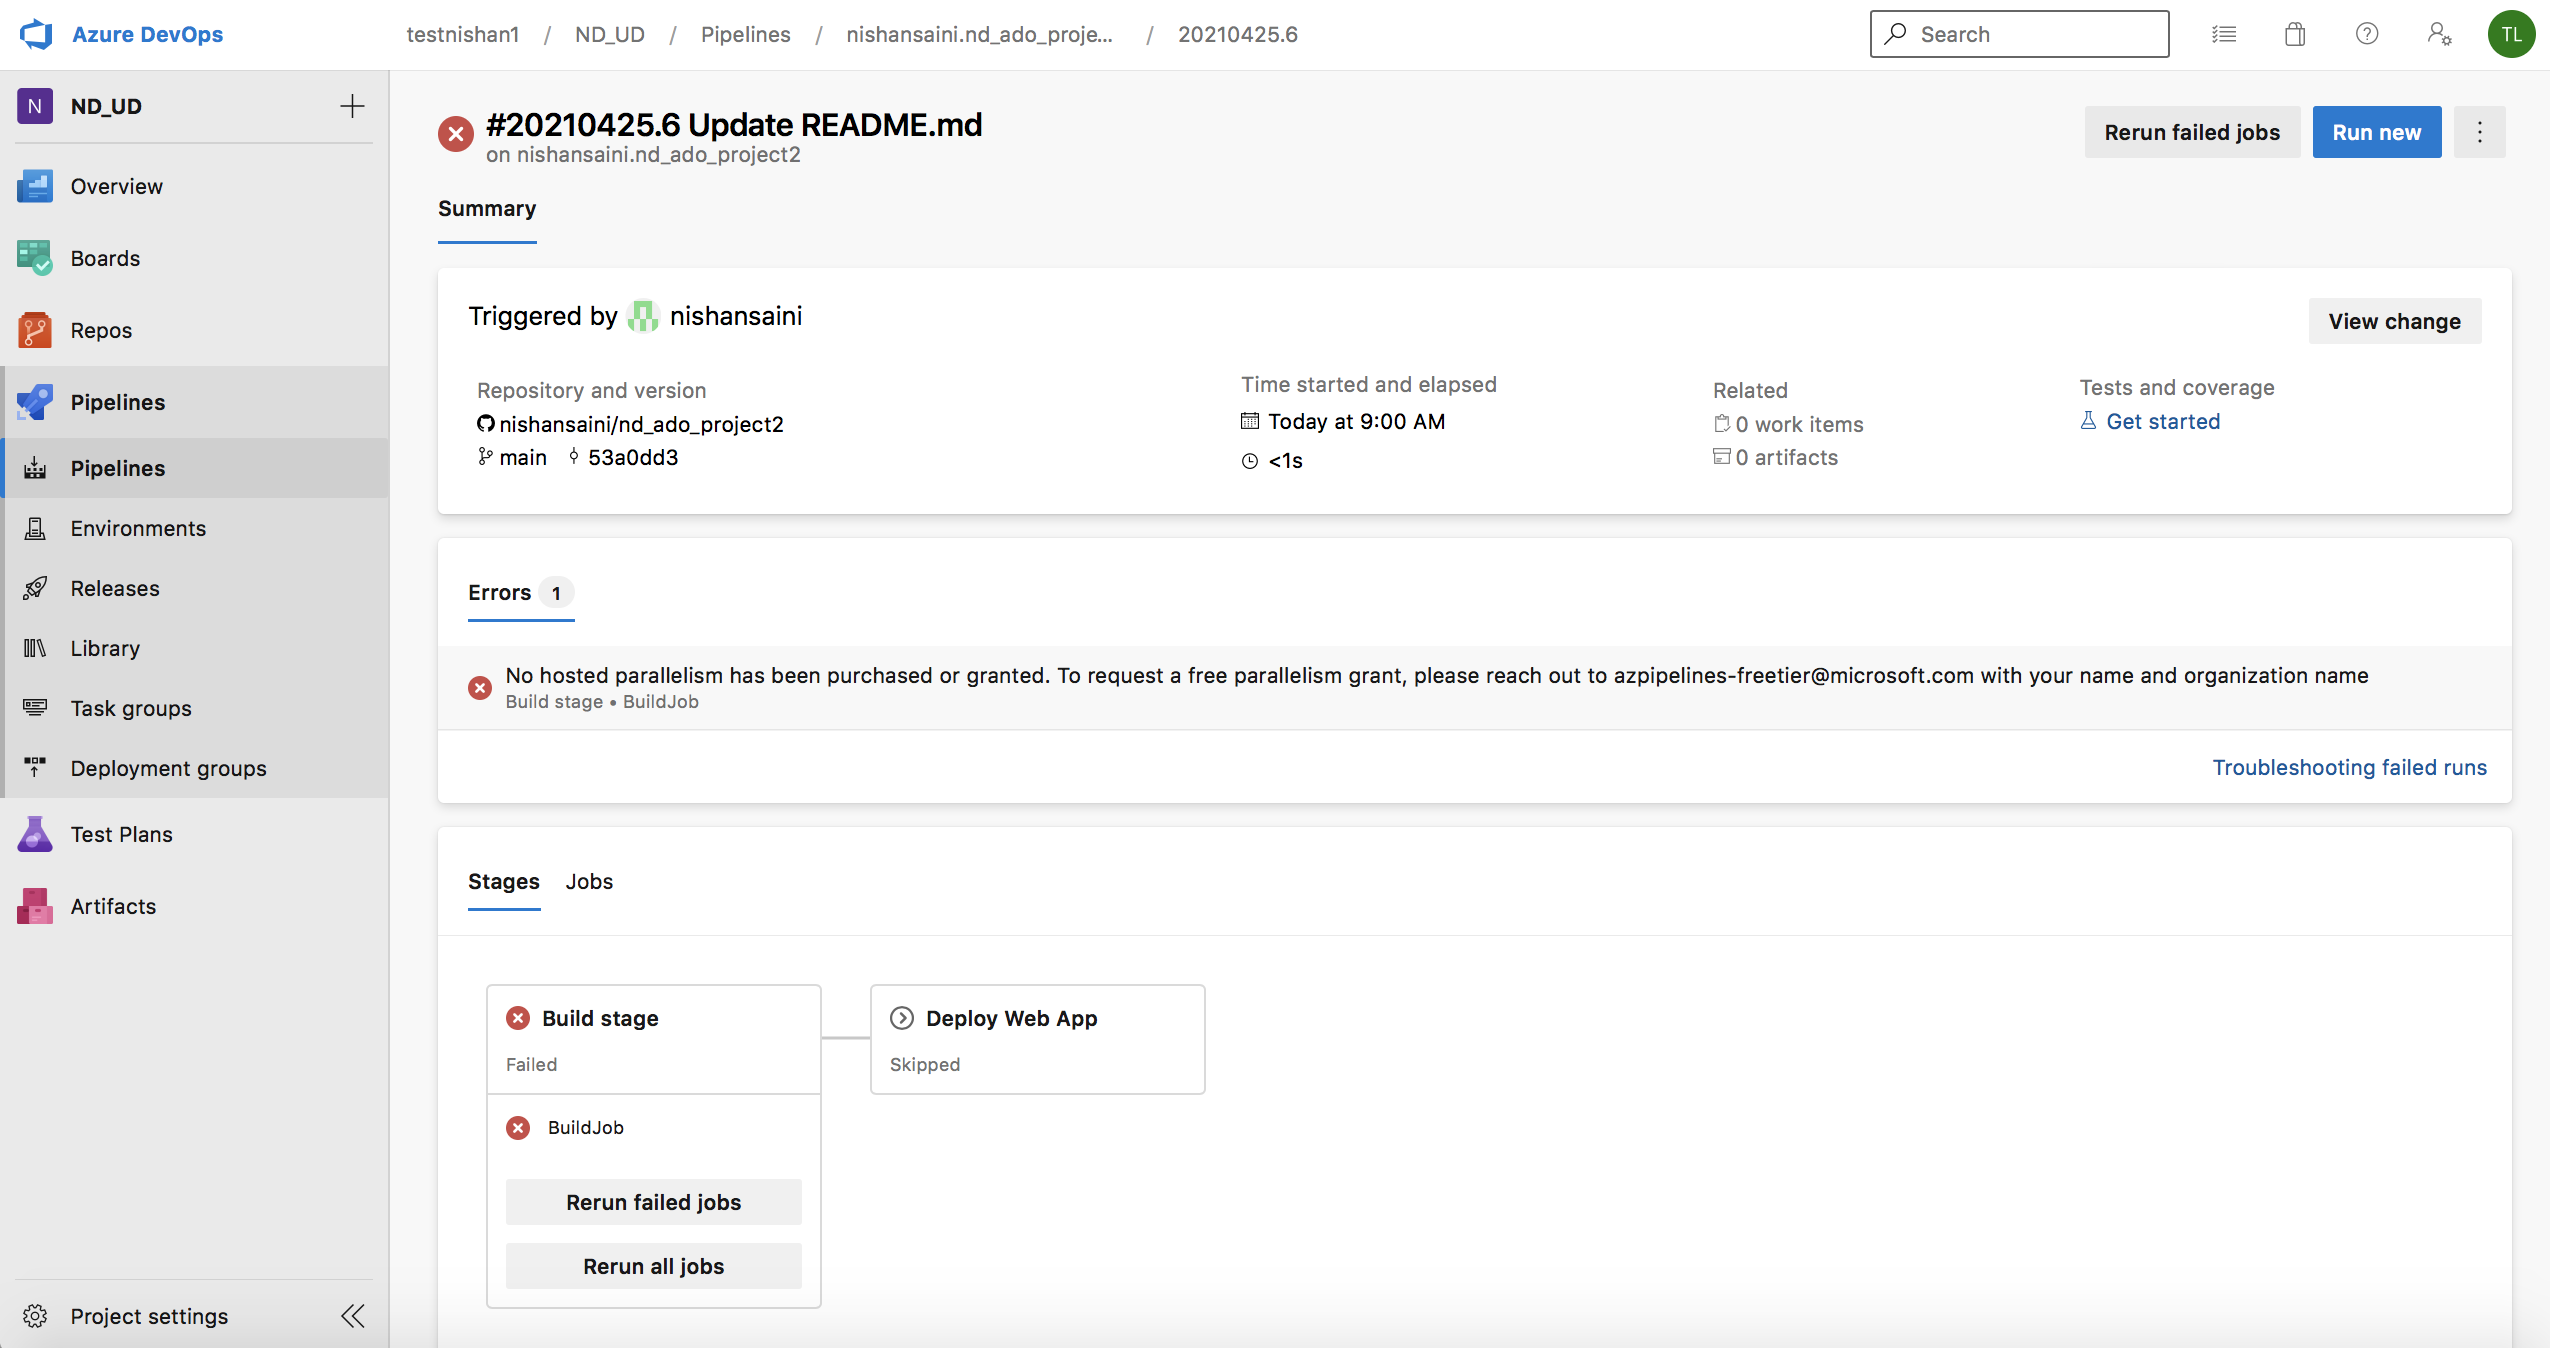 Azure DevOps
testnishan1 / ND_UD / Pipelines / nishansaini.nd_ado_proje... / 20210425.6
Search
TL
N ND_UD
Overview
Boards
Repos
Pipelines
Pipelines
Environments
Releases
Library
Task groups
Deployment groups
Test Plans
Artifacts
Project settings
#20210425.6 Update README.md
on nishansaini.nd_ado_project2
Rerun failed jobs
Run new
Summary
Triggered by nishansaini
View change
Repository and version
nishansaini/nd_ado_project2
main 53a0dd3
Time started and elapsed
Today at 9:00 AM
<1s
Related
0 work items
0 artifacts
Tests and coverage
Get started
Errors 1
No hosted parallelism has been purchased or granted. To request a free parallelism grant, please reach out to azpipelines-freetier@microsoft.com with your name and organization name
Build stage • BuildJob
Troubleshooting failed runs
Stages Jobs
Build stage
Failed
BuildJob
Rerun failed jobs
Rerun all jobs
Deploy Web App
Skipped